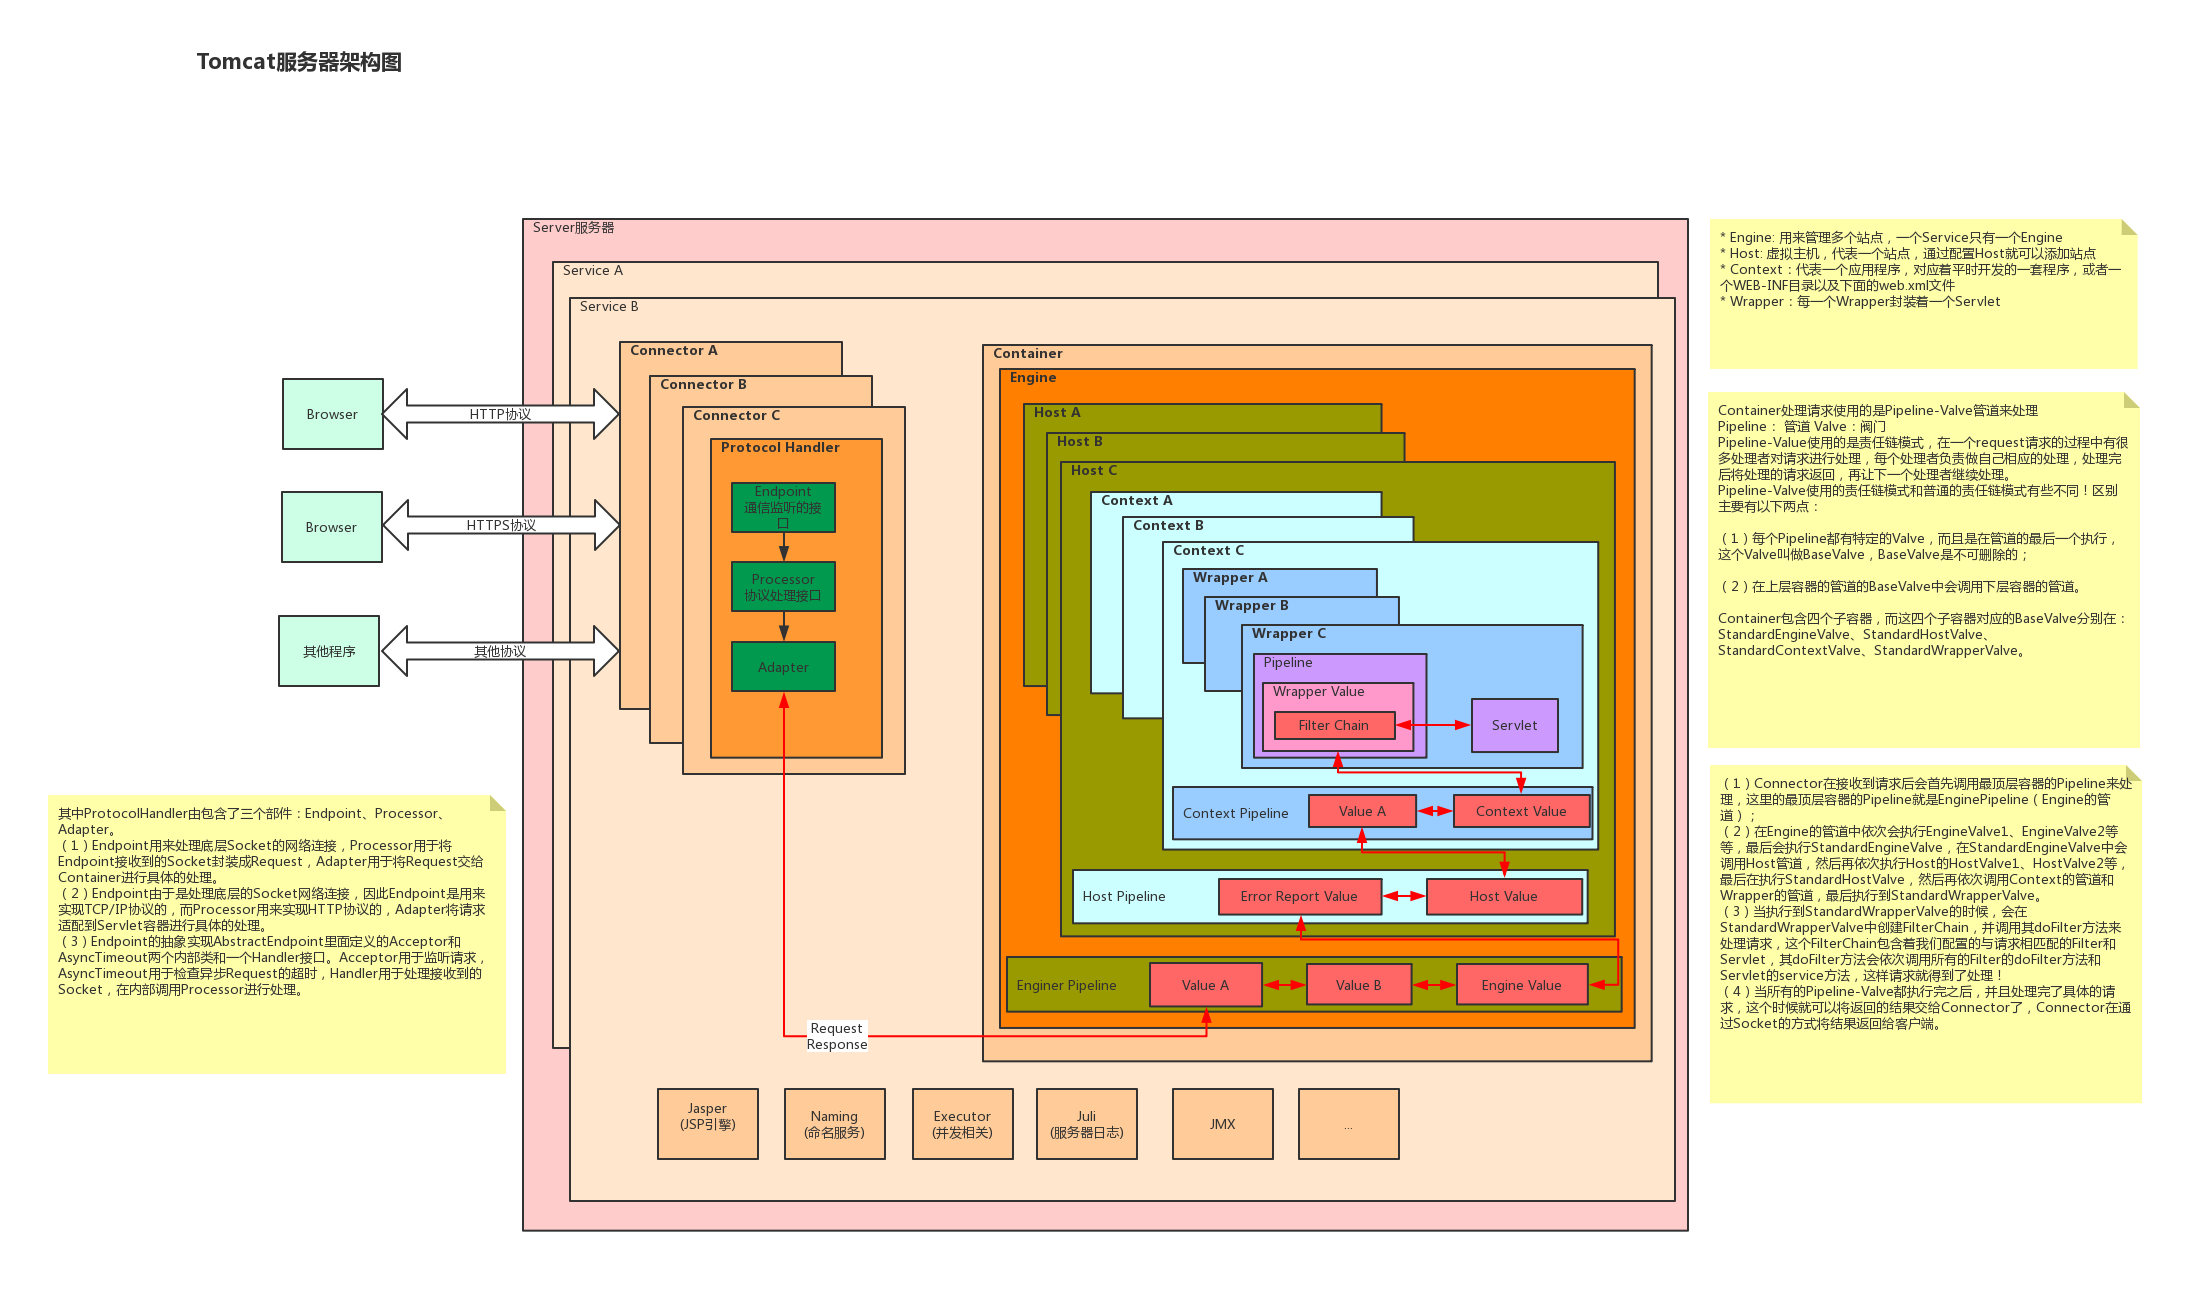 Tomcat服务器架构图
Server服务器
Service A
Service B
Connector A
Connector B
Connector C
Protocol Handler
Endpoint
通信监听的接
口
Processor
协议处理接口
Adapter
Browser
HTTP协议
Browser
HTTPS协议
其他程序
其他协议
Container
Engine
Host A
Host B
Host C
Context A
Context B
Context C
Wrapper A
Wrapper B
Wrapper C
Pipeline
Wrapper Value
Filter Chain
Servlet
Context Pipeline
Value A
Context Value
Host Pipeline
Error Report Value
Host Value
Enginer Pipeline
Value A
Value B
Engine Value
Request
Response
Jasper
(JSP引擎)
Naming
(命名服务)
Executor
(并发相关)
Juli
(服务器日志)
JMX
...
其中ProtocolHandler由包含了三个部件：Endpoint、Processor、
Adapter。
（1）Endpoint用来处理底层Socket的网络连接，Processor用于将
Endpoint接收到的Socket封装成Request，Adapter用于将Request交给
Container进行具体的处理。
（2）Endpoint由于是处理底层的Socket网络连接，因此Endpoint是用来
实现TCP/IP协议的，而Processor用来实现HTTP协议的，Adapter将请求
适配到Servlet容器进行具体的处理。
（3）Endpoint的抽象实现AbstractEndpoint里面定义的Acceptor和
AsyncTimeout两个内部类和一个Handler接口。Acceptor用于监听请求，
AsyncTimeout用于检查异步Request的超时，Handler用于处理接收到的
Socket，在内部调用Processor进行处理。
* Engine: 用来管理多个站点，一个Service只有一个Engine
* Host: 虚拟主机，代表一个站点，通过配置Host就可以添加站点
* Context：代表一个应用程序，对应着平时开发的一套程序，或者一
个WEB-INF目录以及下面的web.xml文件
* Wrapper：每一个Wrapper封装着一个Servlet
Container处理请求使用的是Pipeline-Valve管道来处理
Pipeline： 管道 Valve：阀门
Pipeline-Value使用的是责任链模式，在一个request请求的过程中有很
多处理者对请求进行处理，每个处理者负责做自己相应的处理，处理完
后将处理的请求返回，再让下一个处理者继续处理。
Pipeline-Valve使用的责任链模式和普通的责任链模式有些不同！区别
主要有以下两点：
（1）每个Pipeline都有特定的Valve，而且是在管道的最后一个执行，
这个Valve叫做BaseValve，BaseValve是不可删除的；
（2）在上层容器的管道的BaseValve中会调用下层容器的管道。
Container包含四个子容器，而这四个子容器对应的BaseValve分别在：
StandardEngineValve、StandardHostValve、
StandardContextValve、StandardWrapperValve。
（1）Connector在接收到请求后会首先调用最顶层容器的Pipeline来处
理，这里的最顶层容器的Pipeline就是EnginePipeline（Engine的管
道）；
（2）在Engine的管道中依次会执行EngineValve1、EngineValve2等
等，最后会执行StandardEngineValve，在StandardEngineValve中会
调用Host管道，然后再依次执行Host的HostValve1、HostValve2等，
最后在执行StandardHostValve，然后再依次调用Context的管道和
Wrapper的管道，最后执行到StandardWrapperValve。
（3）当执行到StandardWrapperValve的时候，会在
StandardWrapperValve中创建FilterChain，并调用其doFilter方法来
处理请求，这个FilterChain包含着我们配置的与请求相匹配的Filter和
Servlet，其doFilter方法会依次调用所有的Filter的doFilter方法和
Servlet的service方法，这样请求就得到了处理！
（4）当所有的Pipeline-Valve都执行完之后，并且处理完了具体的请
求，这个时候就可以将返回的结果交给Connector了，Connector在通
过Socket的方式将结果返回给客户端。